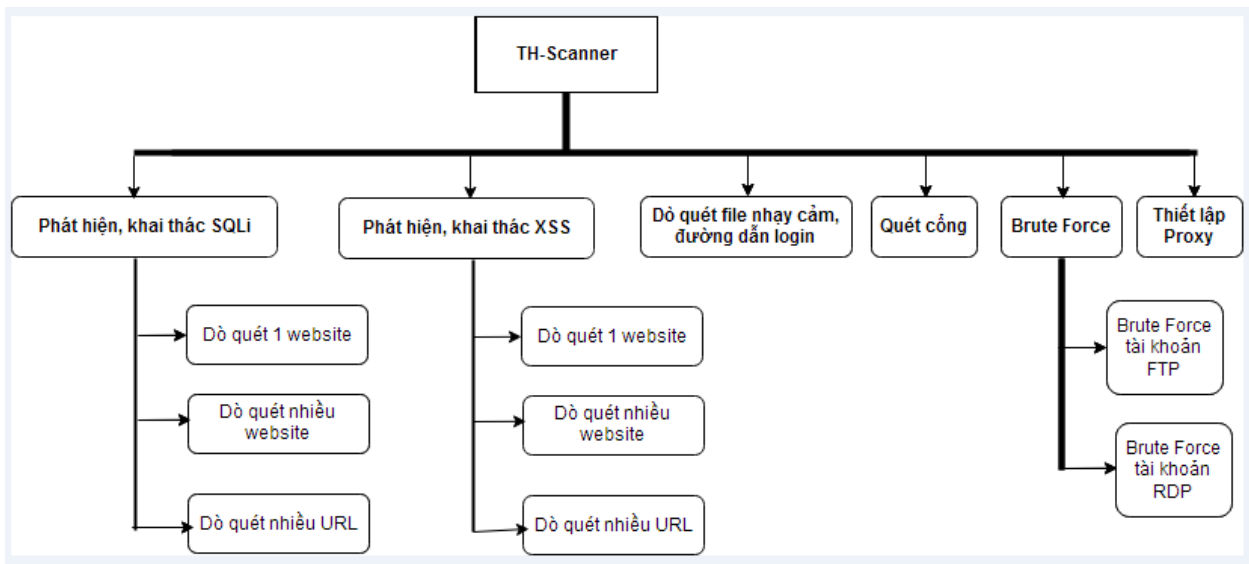 TH-Scanner
Phát hiện, khai thác SQLi
Phát hiện, khai thác XSS
Dò quét file nhạy cảm,
đường dẫn login
Quét cổng
Brute Force
Thiết lập
Proxy
Dò quét 1 website
Dò quét nhiều
website
Dò quét nhiều URL
Dò quét 1 website
Dò quét nhiều
website
Dò quét nhiều URL
Brute Force
tài khoản
FTP
Brute Force
tài khoản
RDP